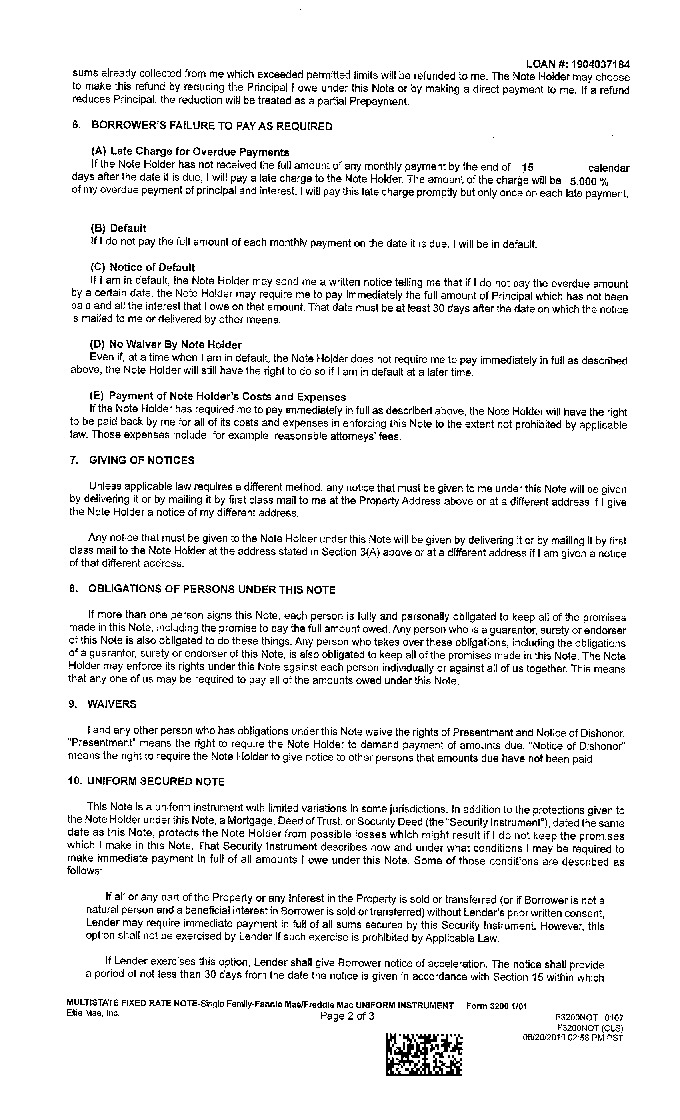 LOAN #: 1904037184
sums already collected from me which exceeded permitted limits will be refunded to me. The Note Holder may choose
to make this refund by reducing the Principal I owe under this Note or by making a direct payment to me. If a refund
reduces Principal, the reduction will be treated as a partial Prepayment.
6. BORROWER'S FAILURE TO PAY AS REQUIRED
(A) Late Charge for Overdue Payments
If the Note Holder has not received the full amount of any monthly payment by the end of 15 calendar
days after the date it is due, I will pay a late charge to the Note Holder. The amount of the charge will be 5.000 %
of my overdue payment of principal and interest. I will pay this late charge promptly but only once on each late payment.
(B) Default
If I do not pay the full amount of each monthly payment on the date it is due, I will be in default.
(C) Notice of Default
If I am in default, the Note Holder may send me a written notice telling me that if I do not pay the overdue amount
by a certain date, the Note Holder may require me to pay immediately the full amount of Principal which has not been
paid and all the interest that I owe on that amount. That date must be at least 30 days after the date on which the notice
is mailed to me or delivered by other means.
(D) No Waiver By Note Holder
Even if, at a time when I am in default, the Note Holder does not require me to pay immediately in full as described
above, the Note Holder will still have the right to do so if I am in default at a later time.
(E) Payment of Note Holder's Costs and Expenses
If the Note Holder has required me to pay immediately in full as described above, the Note Holder will have the right
to be paid back by me for all of its costs and expenses in enforcing this Note to the extent not prohibited by applicable
law. Those expenses include, for example, reasonable attorneys' fees.
7. GIVING OF NOTICES
Unless applicable law requires a different method, any notice that must be given to me under this Note will be given
by delivering it or by mailing it by first class mail to me at the Property Address above or at a different address if I give
the Note Holder a notice of my different address.
Any notice that must be given to the Note Holder under this Note will be given by delivering it or by mailing it by first
class mail to the Note Holder at the address stated in Section 3(A) above or at a different address if I am given a notice
of that different address.
8. OBLIGATIONS OF PERSONS UNDER THIS NOTE
If more than one person signs this Note, each person is fully and personally obligated to keep all of the promises
made in this Note, including the promise to pay the full amount owed. Any person who is a guarantor, surety or endorser
of this Note is also obligated to do these things. Any person who takes over these obligations, including the obligations
of a guarantor, surety or endorser of this Note, is also obligated to keep all of the promises made in this Note. The Note
Holder may enforce its rights under this Note against each person individually or against all of us together. This means
that any one of us may be required to pay all of the amounts owed under this Note.
9. WAIVERS
I and any other person who has obligations under this Note waive the rights of Presentment and Notice of Dishonor.
"Presentment" means the right to require the Note Holder to demand payment of amounts due. "Notice of Dishonor"
means the right to require the Note Holder to give notice to other persons that amounts due have not been paid.
10. UNIFORM SECURED NOTE
This Note is a uniform instrument with limited variations in some jurisdictions. In addition to the protections given to
the Note Holder under this Note, a Mortgage, Deed of Trust, or Security Deed (the "Security Instrument"), dated the same
date as this Note, protects the Note Holder from possible losses which might result if I do not keep the promises
which I make in this Note. That Security Instrument describes how and under what conditions I may be required to
make immediate payment in full of all amounts I owe under this Note. Some of those conditions are described as
follows:
If all or any part of the Property or any Interest in the Property is sold or transferred (or if Borrower is not a
natural person and a beneficial interest in Borrower is sold or transferred) without Lender's prior written consent,
Lender may require immediate payment in full of all sums secured by this Security Instrument. However, this
option shall not be exercised by Lender if such exercise is prohibited by Applicable Law.
If Lender exercises this option, Lender shall give Borrower notice of acceleration. The notice shall provide
a period of not less than 30 days from the date the notice is given in accordance with Section 15 within which
MULTISTATE FIXED RATE NOTE-Single Family-Fannie Mae/Freddie Mac UNIFORM INSTRUMENT Form 3200 1/01
Ellie Mae, Inc. Page 2 of 3 F3200NOT 0107
F3200NOT (CLS)
02:58 PM PST